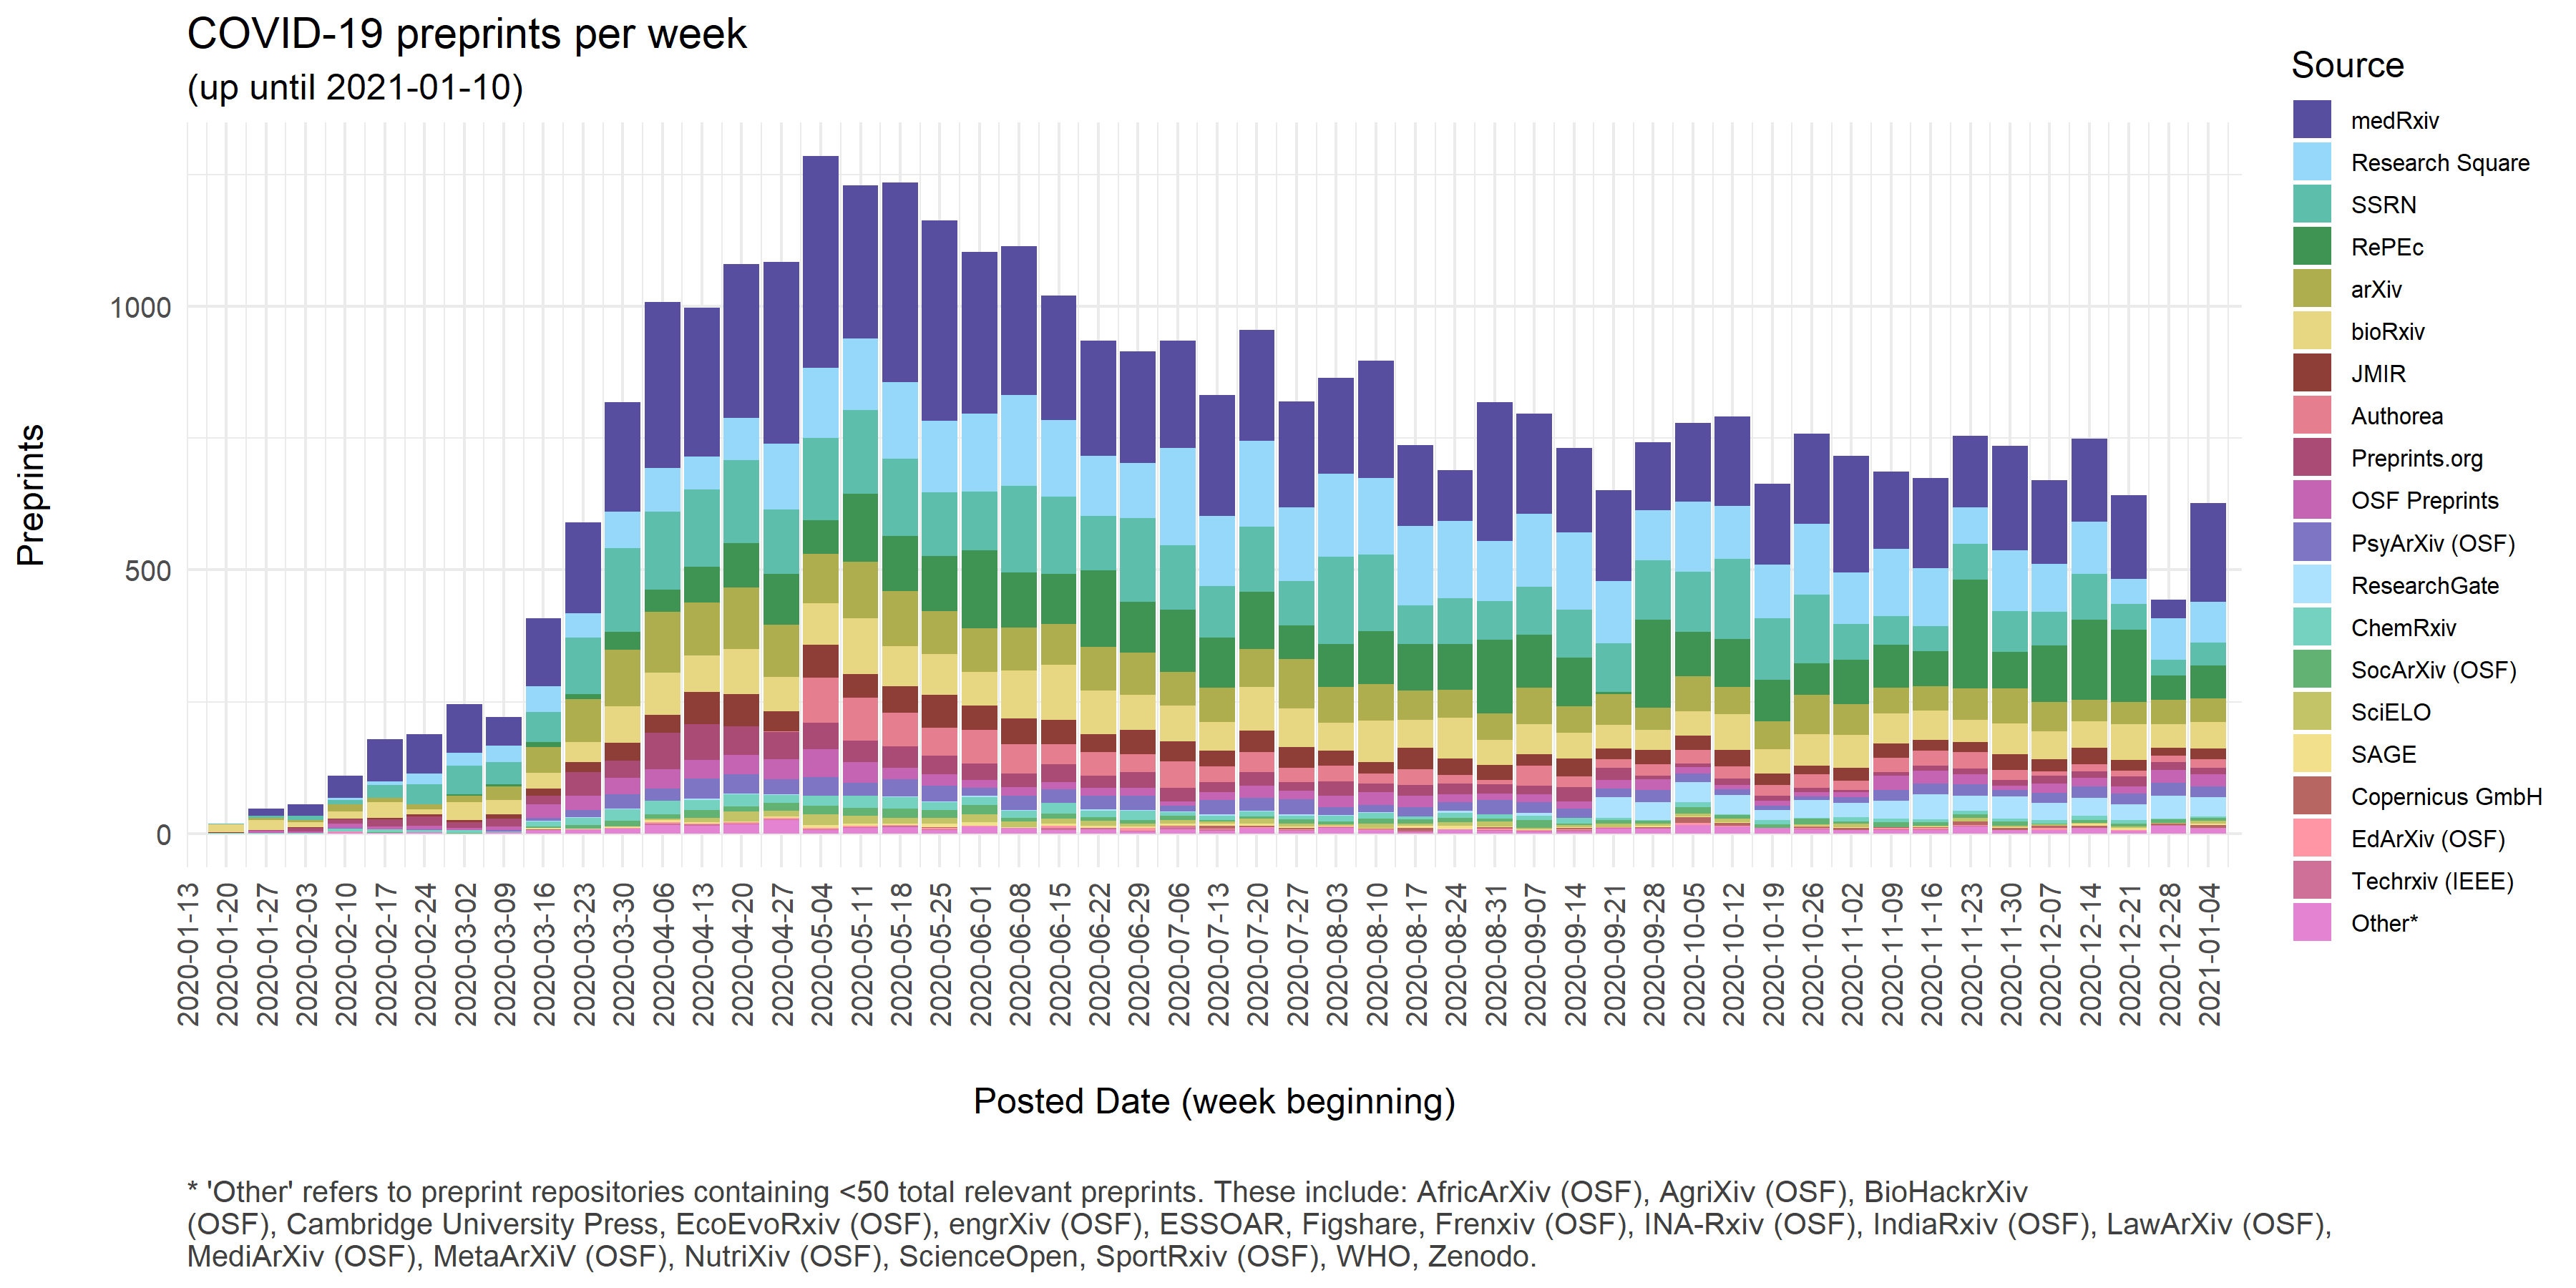 COVID-19 preprints per week
(up until 2021-01-10)
Preprints
1000
500
0
2020-01-13
2020-01-20
2020-01-27
2020-02-03
2020-02-10
2020-02-17
2020-02-24
2020-03-02
2020-03-09
2020-03-16
2020-03-23
2020-03-30
2020-04-06
2020-04-13
2020-04-20
2020-04-27
2020-05-04
2020-05-11
2020-05-18
2020-05-25
2020-06-01
2020-06-08
2020-06-15
2020-06-22
2020-06-29
2020-07-06
2020-07-13
2020-07-20
2020-07-27
2020-08-03
2020-08-10
2020-08-17
2020-08-24
2020-08-31
2020-09-07
2020-09-14
2020-09-21
2020-09-28
2020-10-05
2020-10-12
2020-10-19
2020-10-26
2020-11-02
2020-11-09
2020-11-16
2020-11-23
2020-11-30
2020-12-07
2020-12-14
2020-12-21
2020-12-28
2021-01-04
Posted Date (week beginning)
Source
medRxiv
Research Square
SSRN
RePEc
arXiv
bioRxiv
JMIR
Authorea
Preprints.org
OSF Preprints
PsyArXiv (OSF)
ResearchGate
ChemRxiv
SocArXiv (OSF)
SciELO
SAGE
Copernicus GmbH
EdArXiv (OSF)
Techrxiv (IEEE)
Other*
* 'Other' refers to preprint repositories containing <50 total relevant preprints. These include: AfricArXiv (OSF), AgriXiv (OSF), BioHackrXiv
(OSF), Cambridge University Press, EcoEvoRxiv (OSF), engrXiv (OSF), ESSOAR, Figshare, Frenxiv (OSF), INA-Rxiv (OSF), IndiaRxiv (OSF), LawArXiv (OSF),
MediArXiv (OSF), MetaArXiV (OSF), NutriXiv (OSF), ScienceOpen, SportRxiv (OSF), WHO, Zenodo.